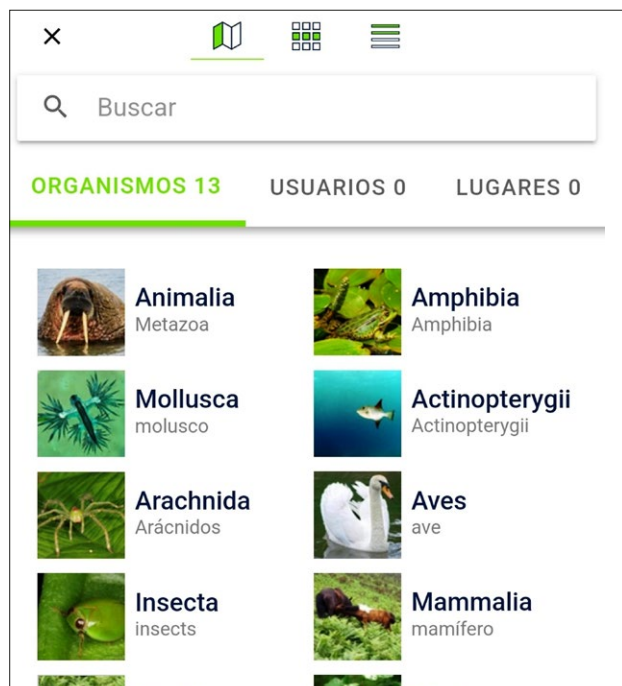 Buscar
ORGANISMOS 13 USUARIOS 0 LUGARES 0
Animalia
Metazoa
Amphibia
Amphibia
Mollusca
molusco
Actinopterygii
Actinopterygii
Arachnida
Arácnidos
Aves
ave
Insecta
insects
Mammalia
mamífero